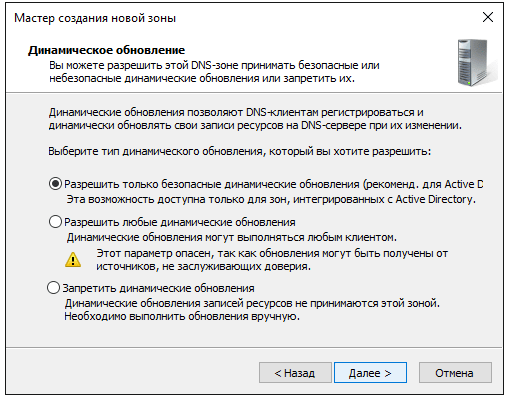 Мастер создания новой зоны
Динамическое обновление
Вы можете разрешить этой DNS-зоне принимать безопасные или
небезопасные динамические обновления или запретить их.
Динамические обновления позволяют DNS-клиентам регистрироваться и
динамически обновлять свои записи ресурсов на DNS-сервере при их изменении.
Выберите тип динамического обновления, который вы хотите разрешить:
Разрешить только безопасные динамические обновления (рекоменд. для Active D
Эта возможность доступна только для зон, интегрированных с Active Directory.
Разрешить любые динамические обновления
Динамические обновления могут выполняться любым клиентом.
Этот параметр опасен, так как обновления могут быть получены от
источников, не заслуживающих доверия.
Запретить динамические обновления
Динамические обновления записей ресурсов не принимаются этой зоной.
Необходимо выполнить обновления вручную.
< Назад
Далее >
Отмена